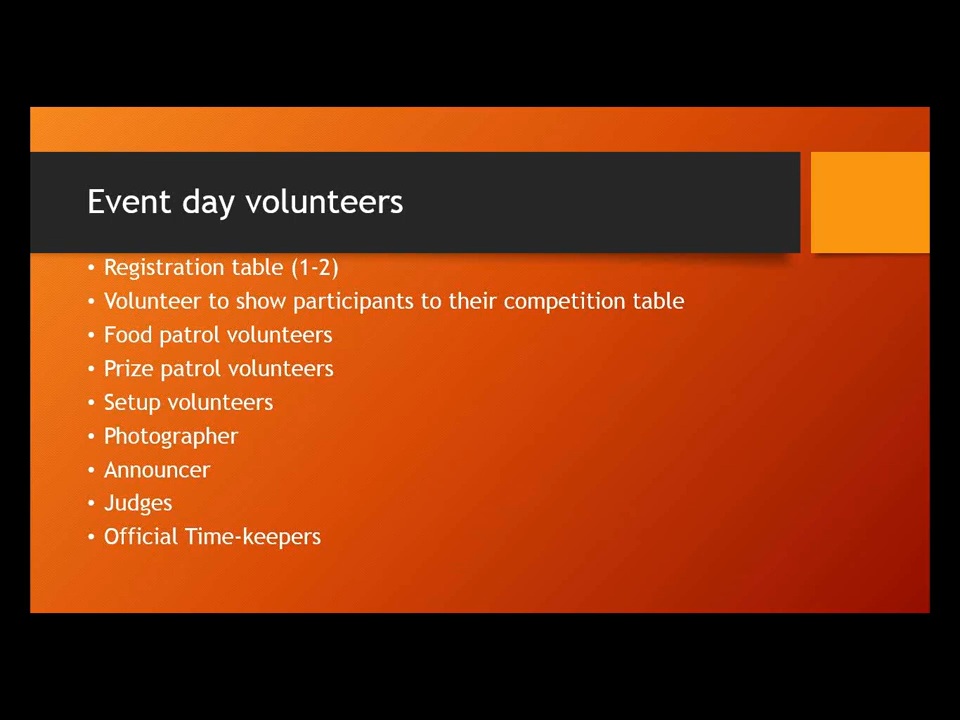 Event day volunteers
• Registration table (1-2)
• Volunteer to show participants to their competition table
• Food patrol volunteers
• Prize patrol volunteers
• Setup volunteers
• Photographer
• Announcer
• Judges
• Official Time-keepers